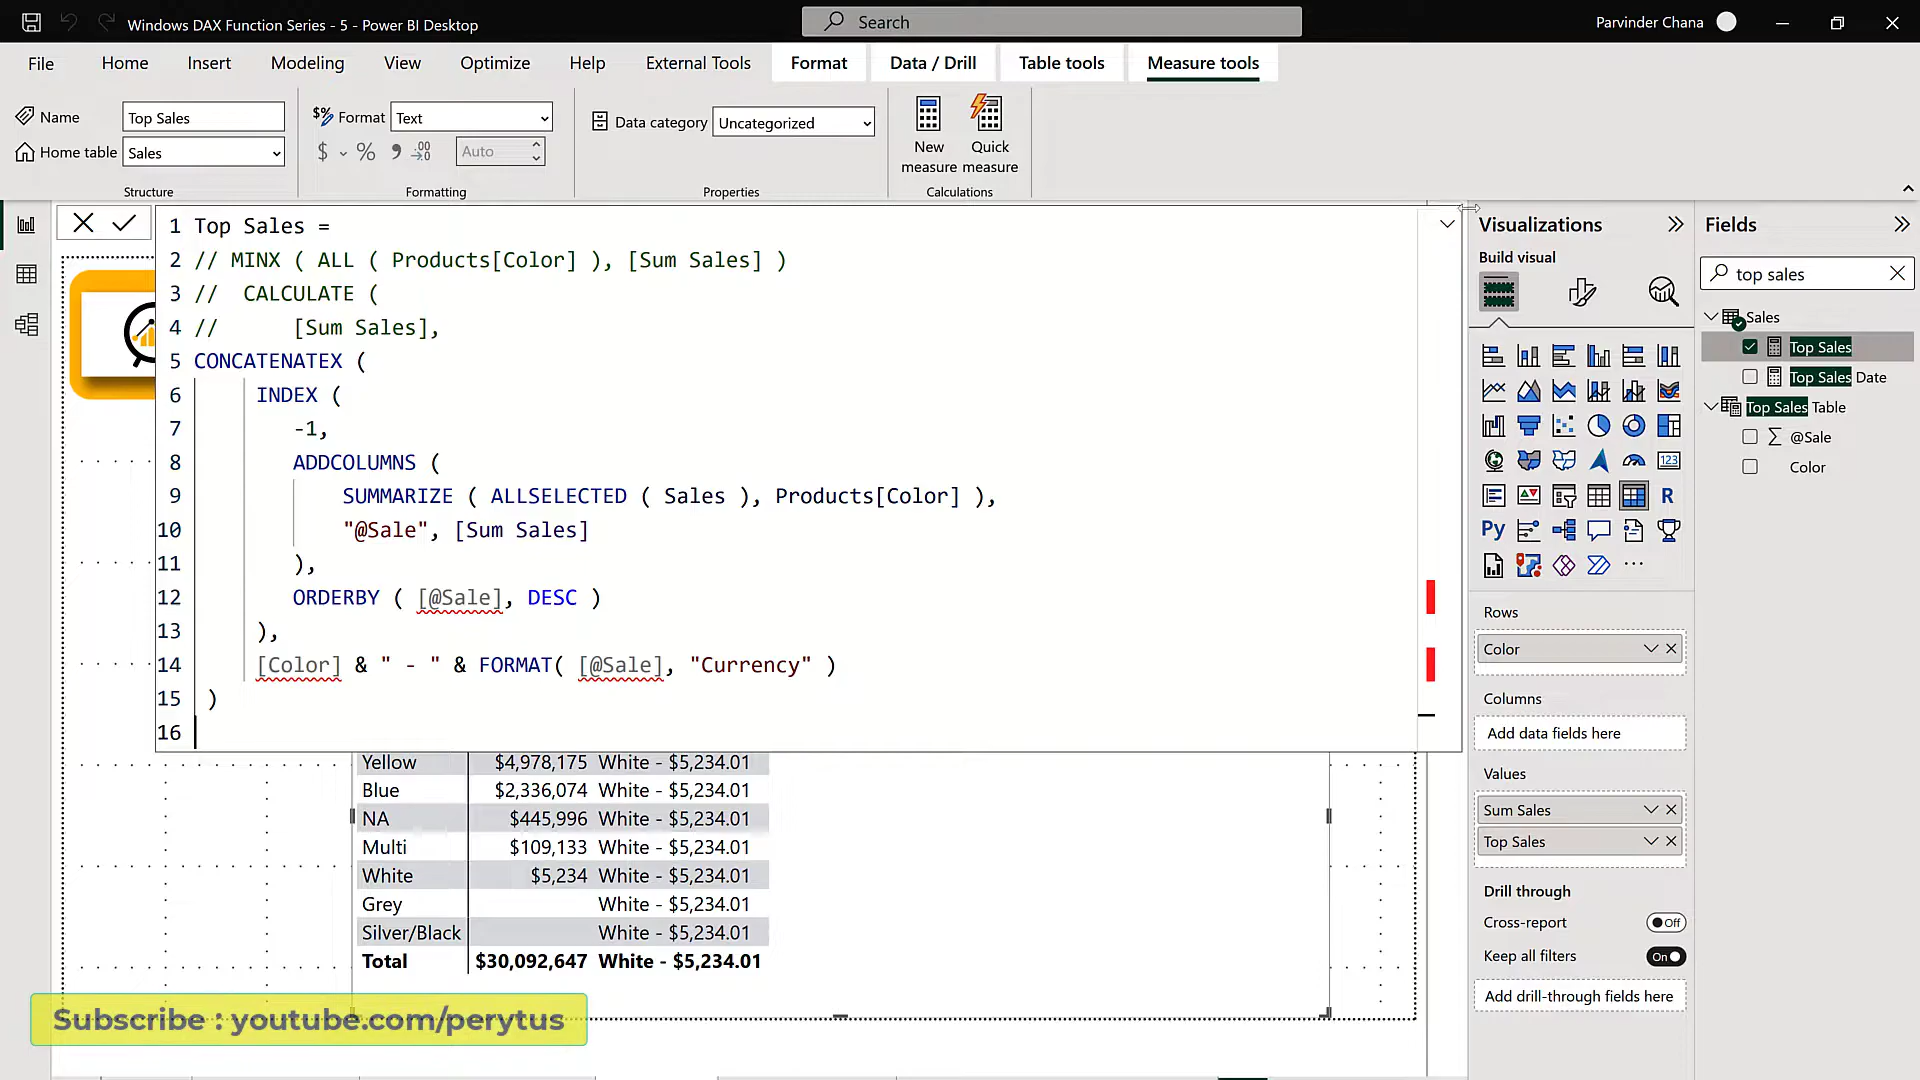 Windows DAX Function Series - 5 - Power BI Desktop
Search
Parvinder Chana
File
Home
Insert
Modeling
View
Optimize
Help
External Tools
Format
Data / Drill
Table tools
Measure tools
Name
Top Sales
Home table
Sales
Structure
$% Format
Text
$ % 9 .00 →.0
Auto
Formatting
Data category
Uncategorized
Properties
New measure
Quick measure
Calculations
1 Top Sales =
2 // MINX ( ALL ( Products[Color] ), [Sum Sales] )
3 //  CALCULATE (
4 //      [Sum Sales],
5 CONCATENATEX (
6 INDEX (
7 -1,
8 ADDCOLUMNS (
9 SUMMARIZE ( ALLSELECTED ( Sales ), Products[Color] ),
10 "@Sale", [Sum Sales]
11 ),
12 ORDERBY ( [@Sale], DESC )
13 ),
14 [Color] & " - " & FORMAT( [@Sale], "Currency" )
15 )
16
Yellow $4,978,175 White - $5,234.01
Blue $2,336,074 White - $5,234.01
NA $445,996 White - $5,234.01
Multi $109,133 White - $5,234.01
White $5,234 White - $5,234.01
Grey White - $5,234.01
Silver/Black White - $5,234.01
Total $30,092,647 White - $5,234.01
Subscribe : youtube.com/perytus
Visualizations
Build visual
123
R
Py
Rows
Color
Columns
Add data fields here
Values
Sum Sales
Top Sales
Drill through
Cross-report
Off
Keep all filters
On
Add drill-through fields here
Fields
top sales
Sales
Top Sales
Top Sales Date
Top Sales Table
∑ @Sale
Color